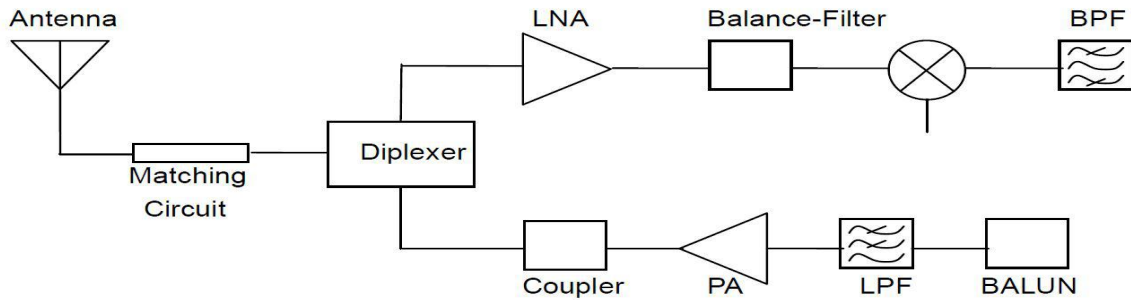 Antenna
LNA
Balance-Filter
BPF
Diplexer
Matching
Circuit
Coupler
PA
LPF
BALUN